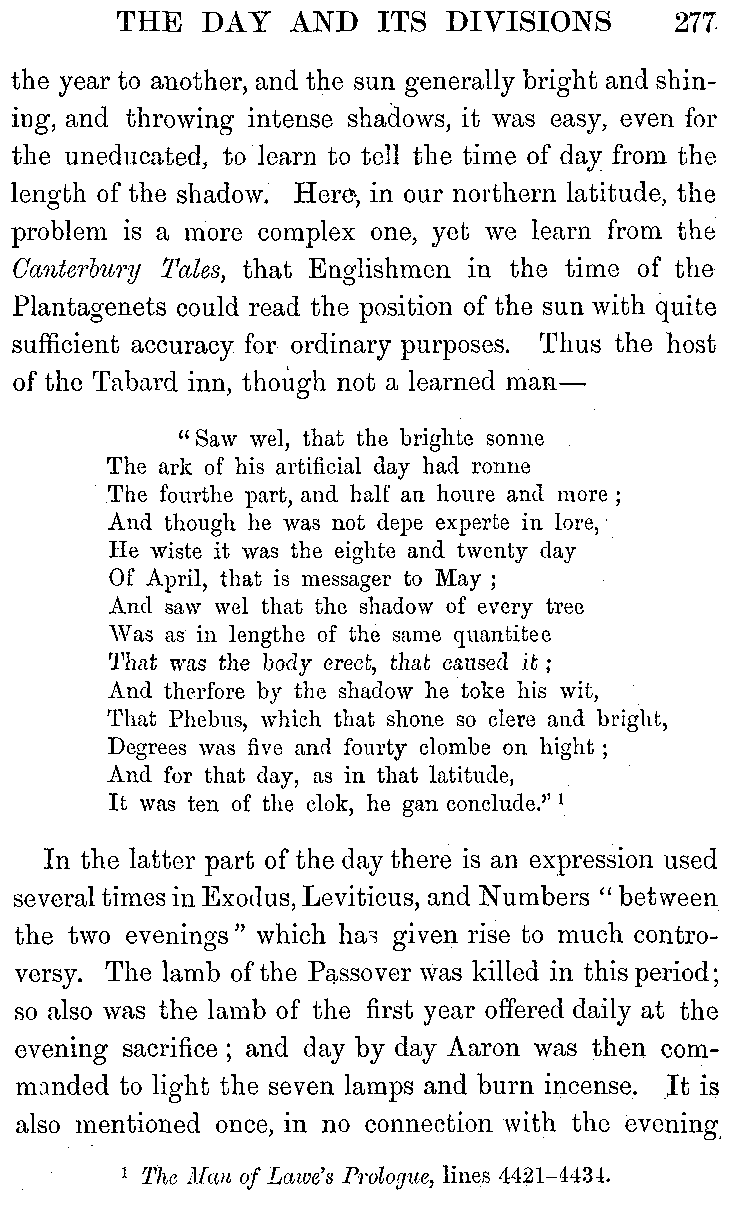 THE DAY AND ITS DIVISIONS 277
the year to another, and the sun generally bright and shin-
ing, and throwing intense shadows, it was easy, even for
the uneducated, to learn to tell the time of day from the
length of the shadow. Here, in our northern latitude, the
problem is a more complex one, yet we learn from the
Canterbury Tales, that Englishmen in the time of the
Plantagenets could read the position of the sun with quite
sufficient accuracy for ordinary purposes. Thus the host
of the Tabard inn, though not a learned man—
“Saw wel, that the brighte sonne
The ark of his artificial day had ronne
The fourthe part, and half an houre and more ;
And though he was not depe experte in lore,
He wiste it was the eighte and twenty day
Of April, that is messager to May ;
And saw wel that the shadow of every tree
Was as in lengthe of the same quantitee
That was the body erect, that caused it ;
And therfore by the shadow he toke his wit,
That Phebus, which that shone so clere and bright,
Degrees was five and fourty clombe on hight ;
And for that day, as in that latitude,
It was ten of the clok, he gan conclude.” 1
In the latter part of the day there is an expression used
several times in Exodus, Leviticus, and Numbers “between
the two evenings” which has given rise to much contro-
versy. The lamb of the Passover was killed in this period;
so also was the lamb of the first year offered daily at the
evening sacrifice ; and day by day Aaron was then com-
manded to light the seven lamps and burn incense. It is
also mentioned once, in no connection with the evening
1 The Man of Lawe's Prologue, lines 4421–4434.